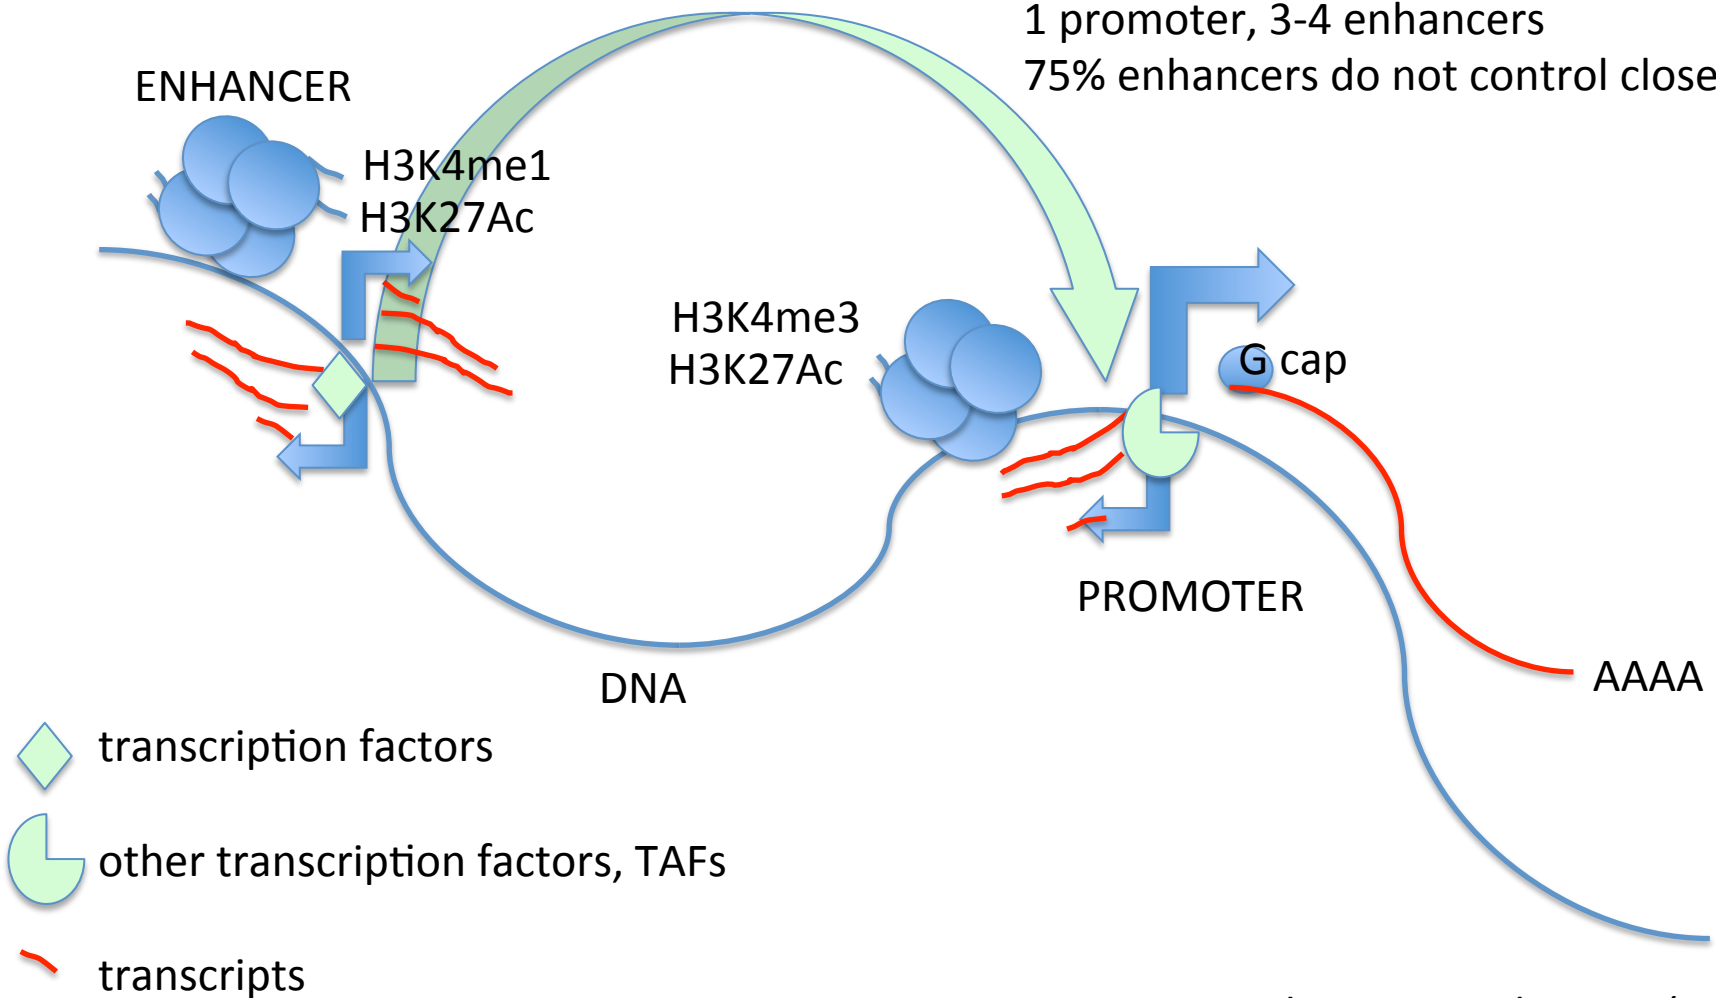 1 promoter, 3-4 enhancers
75% enhancers do not control close
ENHANCER
H3K4me1
H3K27Ac
H3K4me3
H3K27Ac
G cap
PROMOTER
AAAA
DNA
transcription factors
other transcription factors, TAFs
transcripts